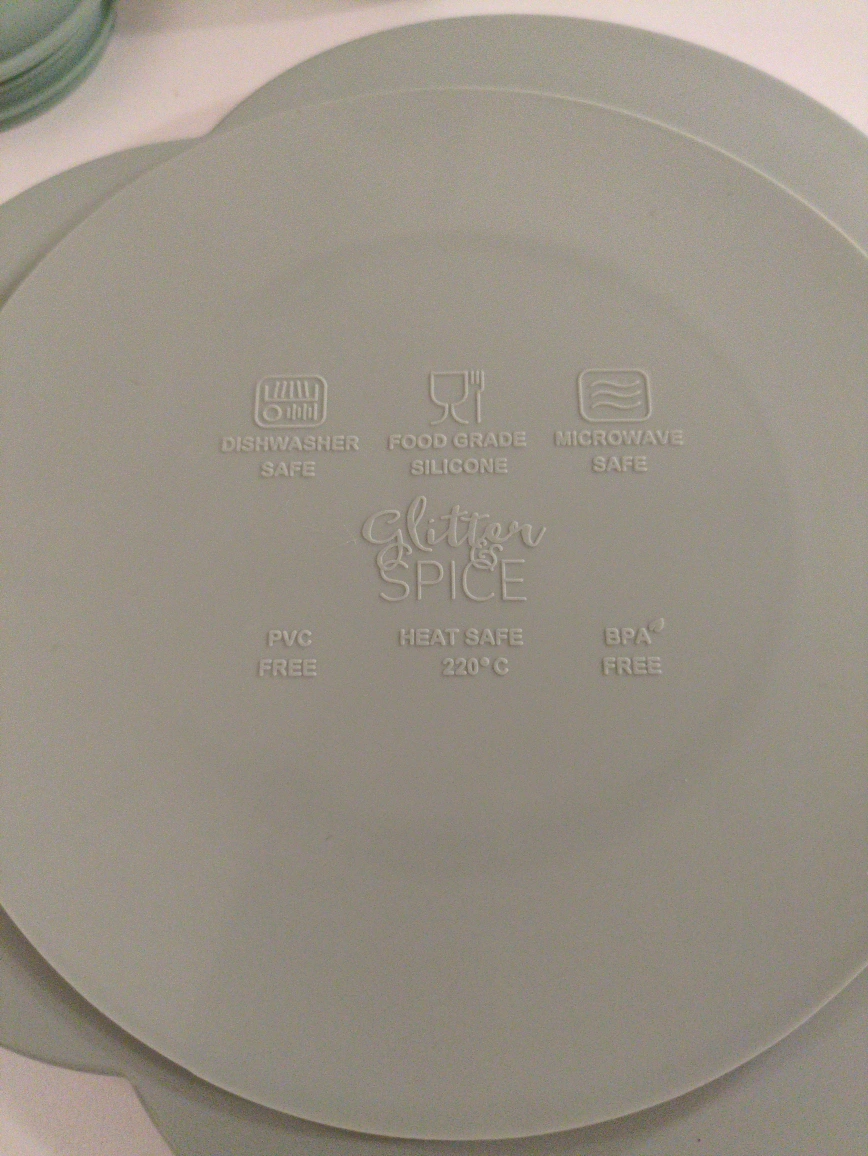 DISHWASHER FOOD GRADE MICROWAVE
SAFE SILICONE SAFE
Glitter
& SPICE
PVC HEAT SAFE BPA
FREE 220°C FREE